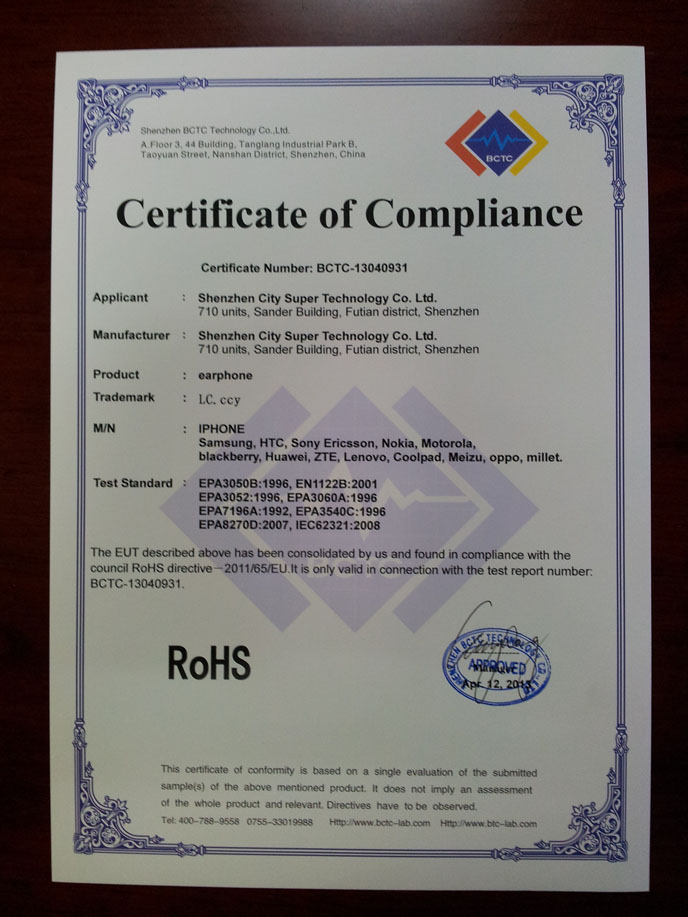 Shenzhen BCTC Technology Co.,Ltd.
A.Floor 3, 44 Building, Tanglang Industrial Park B,
Taoyuan Street, Nanshan District, Shenzhen, China
BCTC
Certificate of Compliance
Certificate Number: BCTC-13040931
Applicant : Shenzhen City Super Technology Co. Ltd.
710 units, Sander Building, Futian district, Shenzhen
Manufacturer : Shenzhen City Super Technology Co. Ltd.
710 units, Sander Building, Futian district, Shenzhen
Product : earphone
Trademark : LC. ccy
M/N : IPHONE
Samsung, HTC, Sony Ericsson, Nokia, Motorola,
blackberry, Huawei, ZTE, Lenovo, Coolpad, Meizu, oppo, millet.
Test Standard : EPA3050B:1996, EN1122B:2001
EPA3052:1996, EPA3060A:1996
EPA7196A:1992, EPA3540C:1996
EPA8270D:2007, IEC62321:2008
The EUT described above has been consolidated by us and found in compliance with the
council RoHS directive－2011/65/EU.It is only valid in connection with the test report number:
BCTC-13040931.
RoHS
SHENZHEN BCTC TECHNOLOGY CO.,LTD
APPROVED
Apr. 12, 2013
This certificate of conformity is based on a single evaluation of the submitted
sample(s) of the above mentioned product. It does not imply an assessment
of the whole product and relevant. Directives have to be observed.
Tel: 400-788-9558 0755-33019988 Http://www.bctc-lab.com Http://www.btc-lab.com